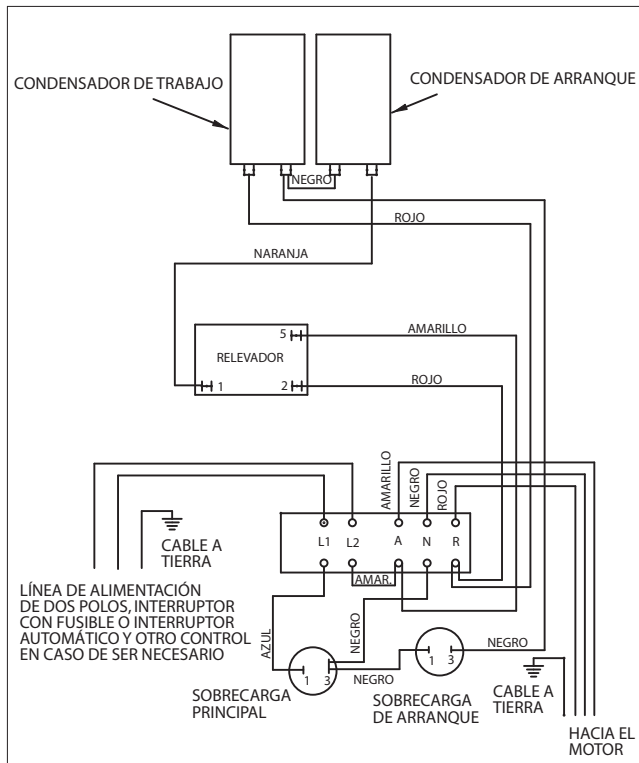 CONDENSADOR DE TRABAJO
CONDENSADOR DE ARRANQUE
NEGRO
ROJO
NARANJA
5
AMARILLO
RELEVADOR
1
2
ROJO
AMARILLO
NEGRO
ROJO
L1
L2
A
N
R
CABLE A
TIERRA
AMAR.
LÍNEA DE ALIMENTACIÓN
DE DOS POLOS, INTERRUPTOR
CON FUSIBLE O INTERRUPTOR
AUTOMÁTICO Y OTRO CONTROL
EN CASO DE SER NECESARIO
AZUL
NEGRO
1
3
NEGRO
1
3
NEGRO
SOBRECARGA
PRINCIPAL
SOBRECARGA
DE ARRANQUE
CABLE A
TIERRA
HACIA EL
MOTOR